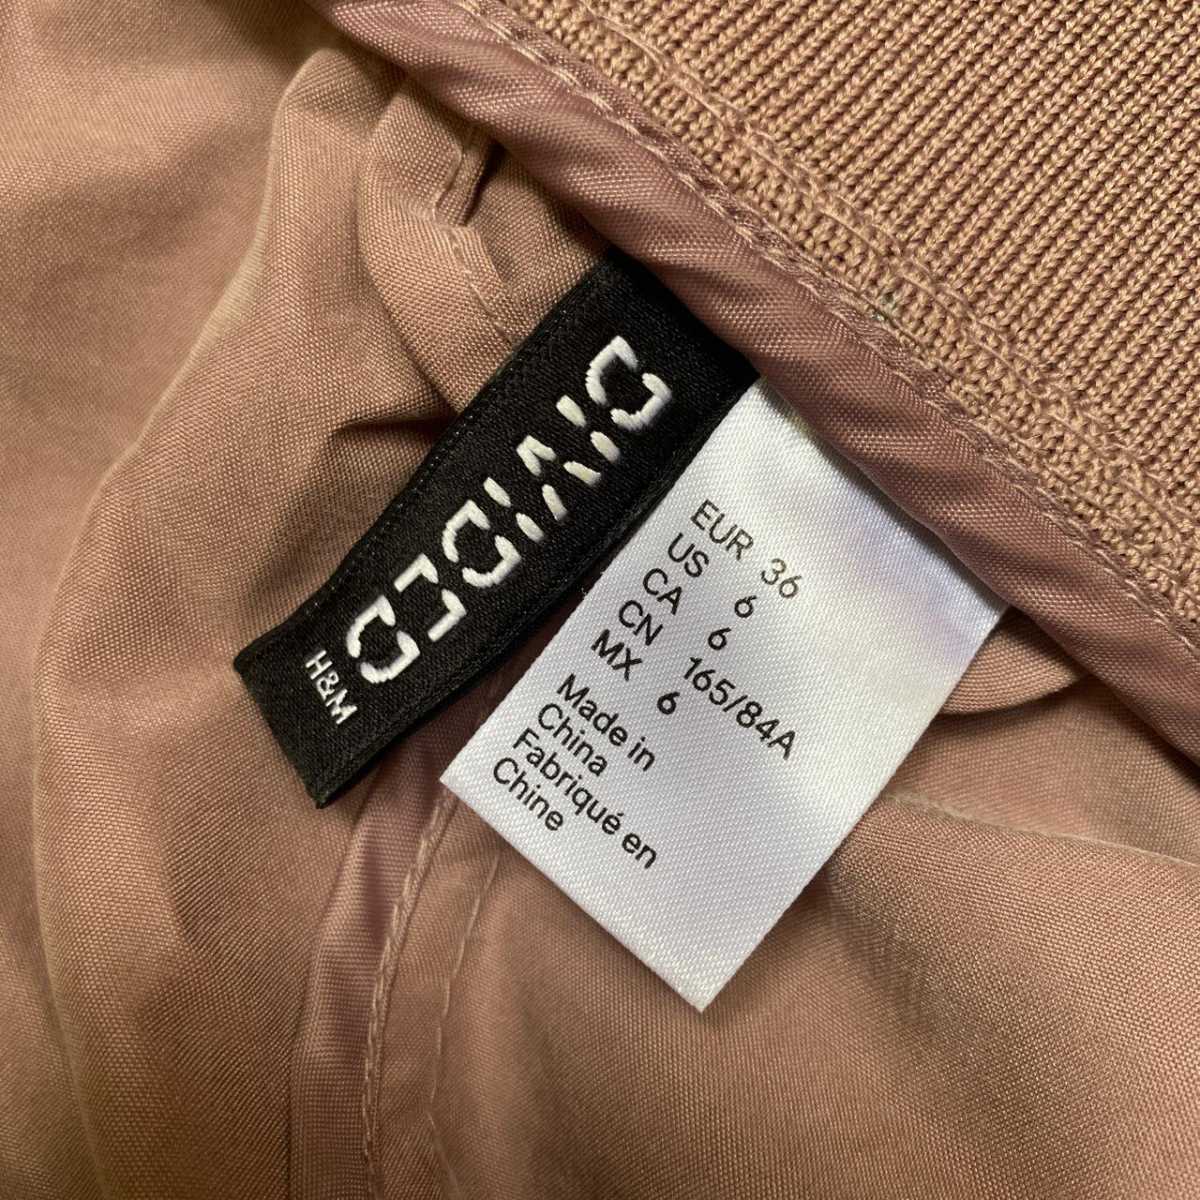 DIVIDED
H&M
EUR 36
US 6
CA 6
CN 165/84A
MX 6
Made in
China
Fabriqué en
Chine